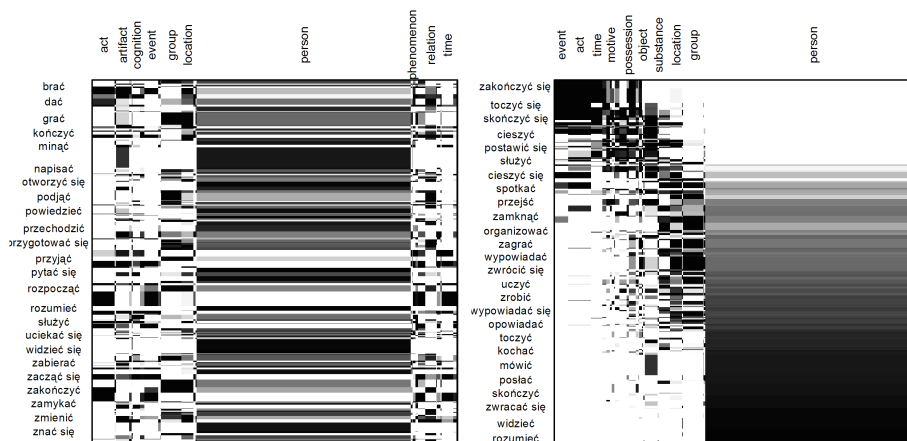 act
artifact
cognition
event
group
location
person
phenomenon
relation
time
brać
dać
grać
kończyć
minąć
napisać
otworzyć się
podjąć
powiedzieć
przechodzić
przygotować się
przyjąć
pytać się
rozpocząć
rozumieć
służyć
uciekać się
widzieć się
zabierać
zacząć się
zakończyć
zamykać
zmienić
znać się
event
act
time
motive
possession
object
substance
location
group
person
zakończyć się
toczyć się
skończyć się
cieszyć
postawić się
służyć
cieszyć się
spotkać
przejść
zamknąć
organizować
zagrać
wypowiadać
zwrócić się
uczyć
zrobić
wypowiadać się
opowiadać
toczyć
kochać
mówić
posłać
skończyć
zwracać się
widzieć
rozumieć